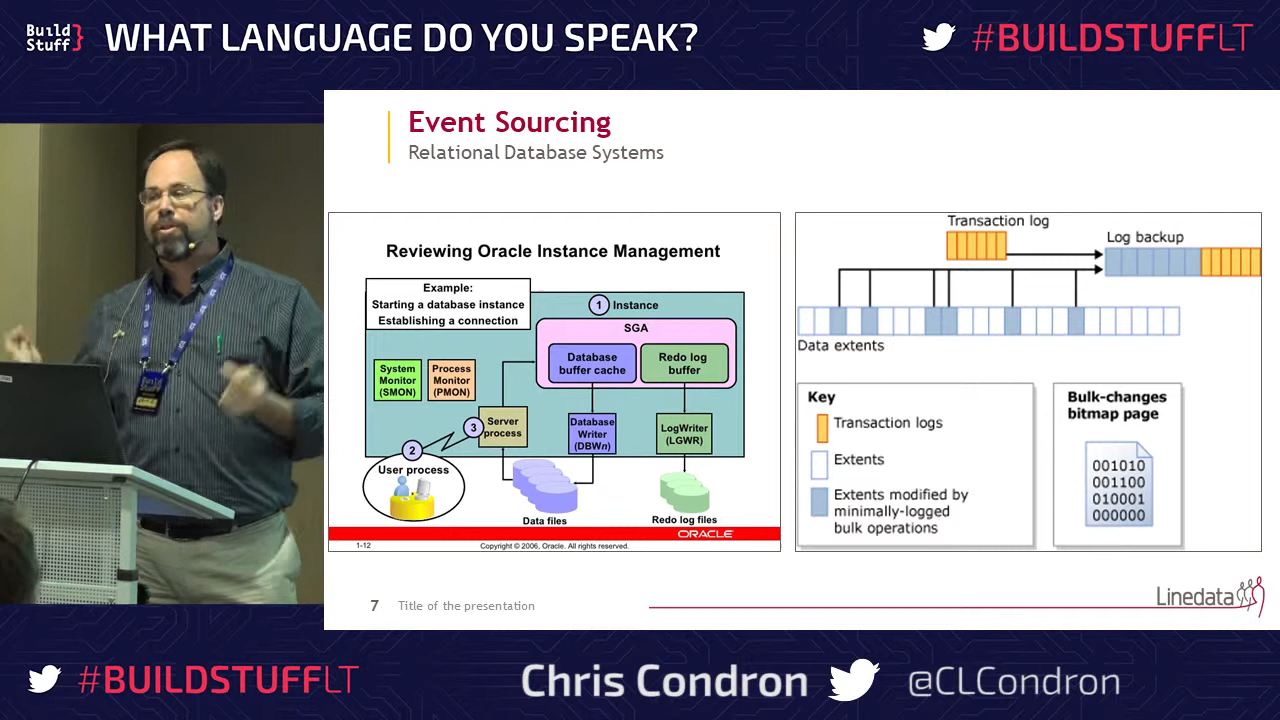 Build
Stuff}
WHAT LANGUAGE DO YOU SPEAK?
#BUILDSTUFFLT
Event Sourcing
Relational Database Systems
Reviewing Oracle Instance Management
Example:
Starting a database instance
Establishing a connection
1 Instance
SGA
Database
buffer cache
Redo log
buffer
System
Monitor
(SMON)
Process
Monitor
(PMON)
3
Server
process
Database
Writer
(DBWn)
LogWriter
(LGWR)
2
User process
Data files
Redo log files
ORACLE
1-12
Copyright © 2006, Oracle. All rights reserved.
Transaction log
Log backup
Data extents
Key
Transaction logs
Extents
Extents modified by
minimally-logged
bulk operations
Bulk-changes
bitmap page
001010
001100
010001
000000
7 Title of the presentation
Linedata
Build
Stuff
#BUILDSTUFFLT
Chris Condron
@CLCondron